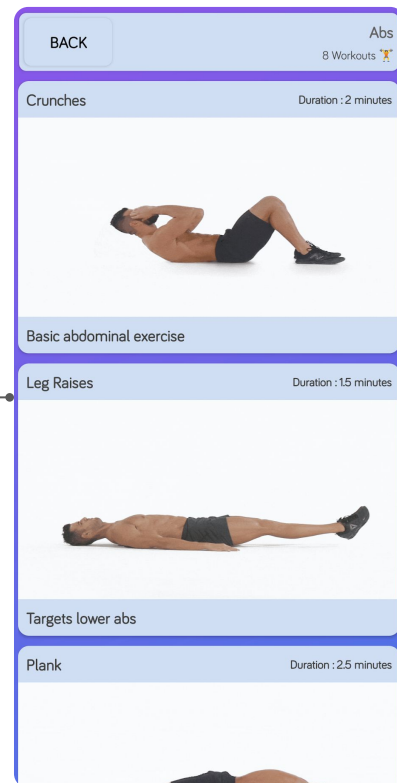 BACK
Abs
8 Workouts 🏋️
Crunches
Duration : 2 minutes
Basic abdominal exercise
Leg Raises
Duration : 1.5 minutes
Targets lower abs
Plank
Duration : 2.5 minutes